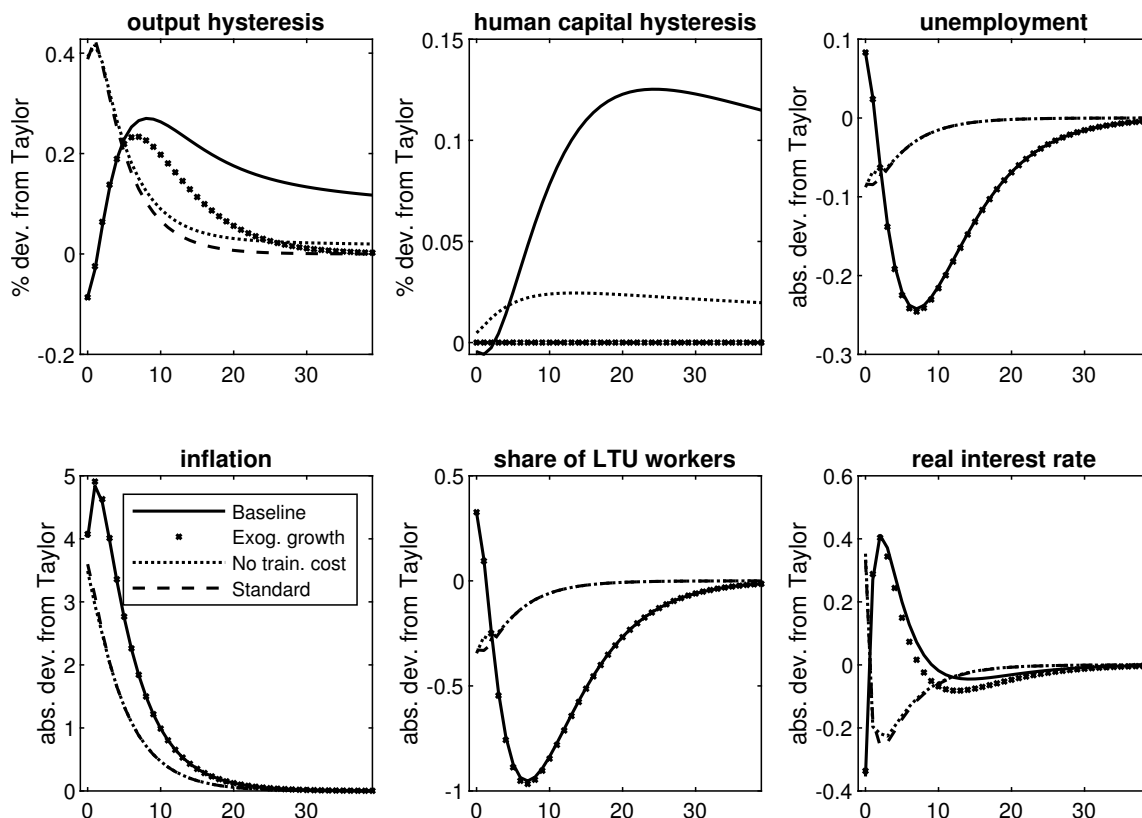 output hysteresis
% dev. from Taylor
0.4
0.2
0
-0.2
0 10 20 30
human capital hysteresis
% dev. from Taylor
0.15
0.1
0.05
0
0 10 20 30
unemployment
abs. dev. from Taylor
0.1
0
-0.1
-0.2
-0.3
0 10 20 30
inflation
abs. dev. from Taylor
5
4
3
2
1
0
Baseline
Exog. growth
No train. cost
Standard
0 10 20 30
share of LTU workers
abs. dev. from Taylor
0.5
0
-0.5
-1
0 10 20 30
real interest rate
abs. dev. from Taylor
0.6
0.4
0.2
0
-0.2
-0.4
0 10 20 30